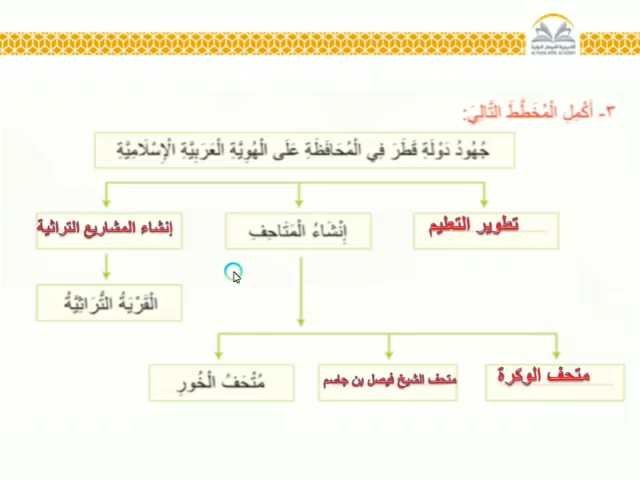 ٣- أَكْمِلِ الْمُخَطَّطَ التَّالِيَ:
جُهُودُ دَوْلَةِ قَطَرَ فِي الْمُحَافَظَةِ عَلَى الْهُوِيَّةِ الْعَرَبِيَّةِ الْإِسْلَامِيَّةِ
تطوير التعليم
إِنْشَاءُ الْمَتَاحِفِ
إنشاء المشاريع التراثية
الْقَرْيَةُ التُّرَاثِيَّةُ
متحف الوكرة
متحف الشيخ فيصل بن جاسم
مُتْحَفُ الْخُورِ